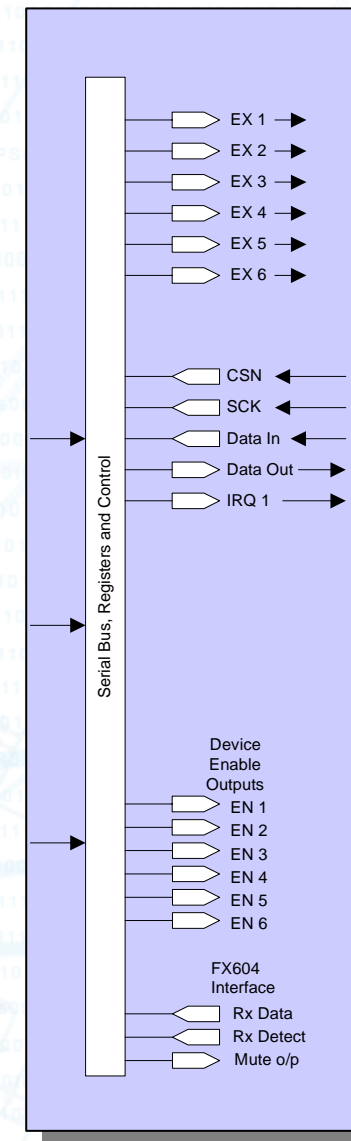 EX 1
EX 2
EX 3
EX 4
EX 5
EX 6
CSN
SCK
Data In
Data Out
IRQ 1
Serial Bus, Registers and Control
Device
Enable
Outputs
EN 1
EN 2
EN 3
EN 4
EN 5
EN 6
FX604
Interface
Rx Data
Rx Detect
Mute o/p